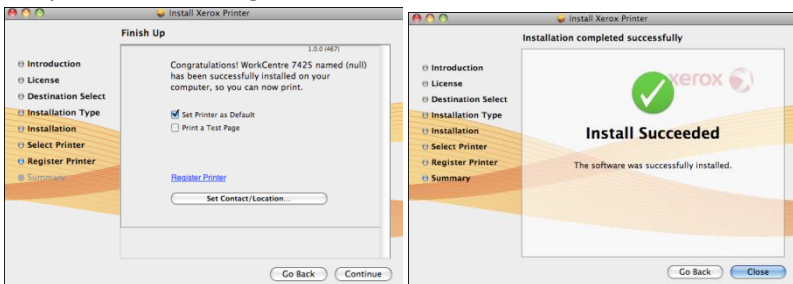 Install Xerox Printer
Finish Up
1.0.0 (467)
Introduction
License
Destination Select
Installation Type
Installation
Select Printer
Register Printer
Summary
Congratulations! WorkCentre 7425 named (null)
has been successfully installed on your
computer, so you can now print.
Set Printer as Default
Print a Test Page
Register Printer
Set Contact/Location...
Go Back
Continue
Install Xerox Printer
Installation completed successfully
Introduction
License
Destination Select
Installation Type
Installation
Select Printer
Register Printer
Summary
xerox
Install Succeeded
The software was successfully installed.
Go Back
Close